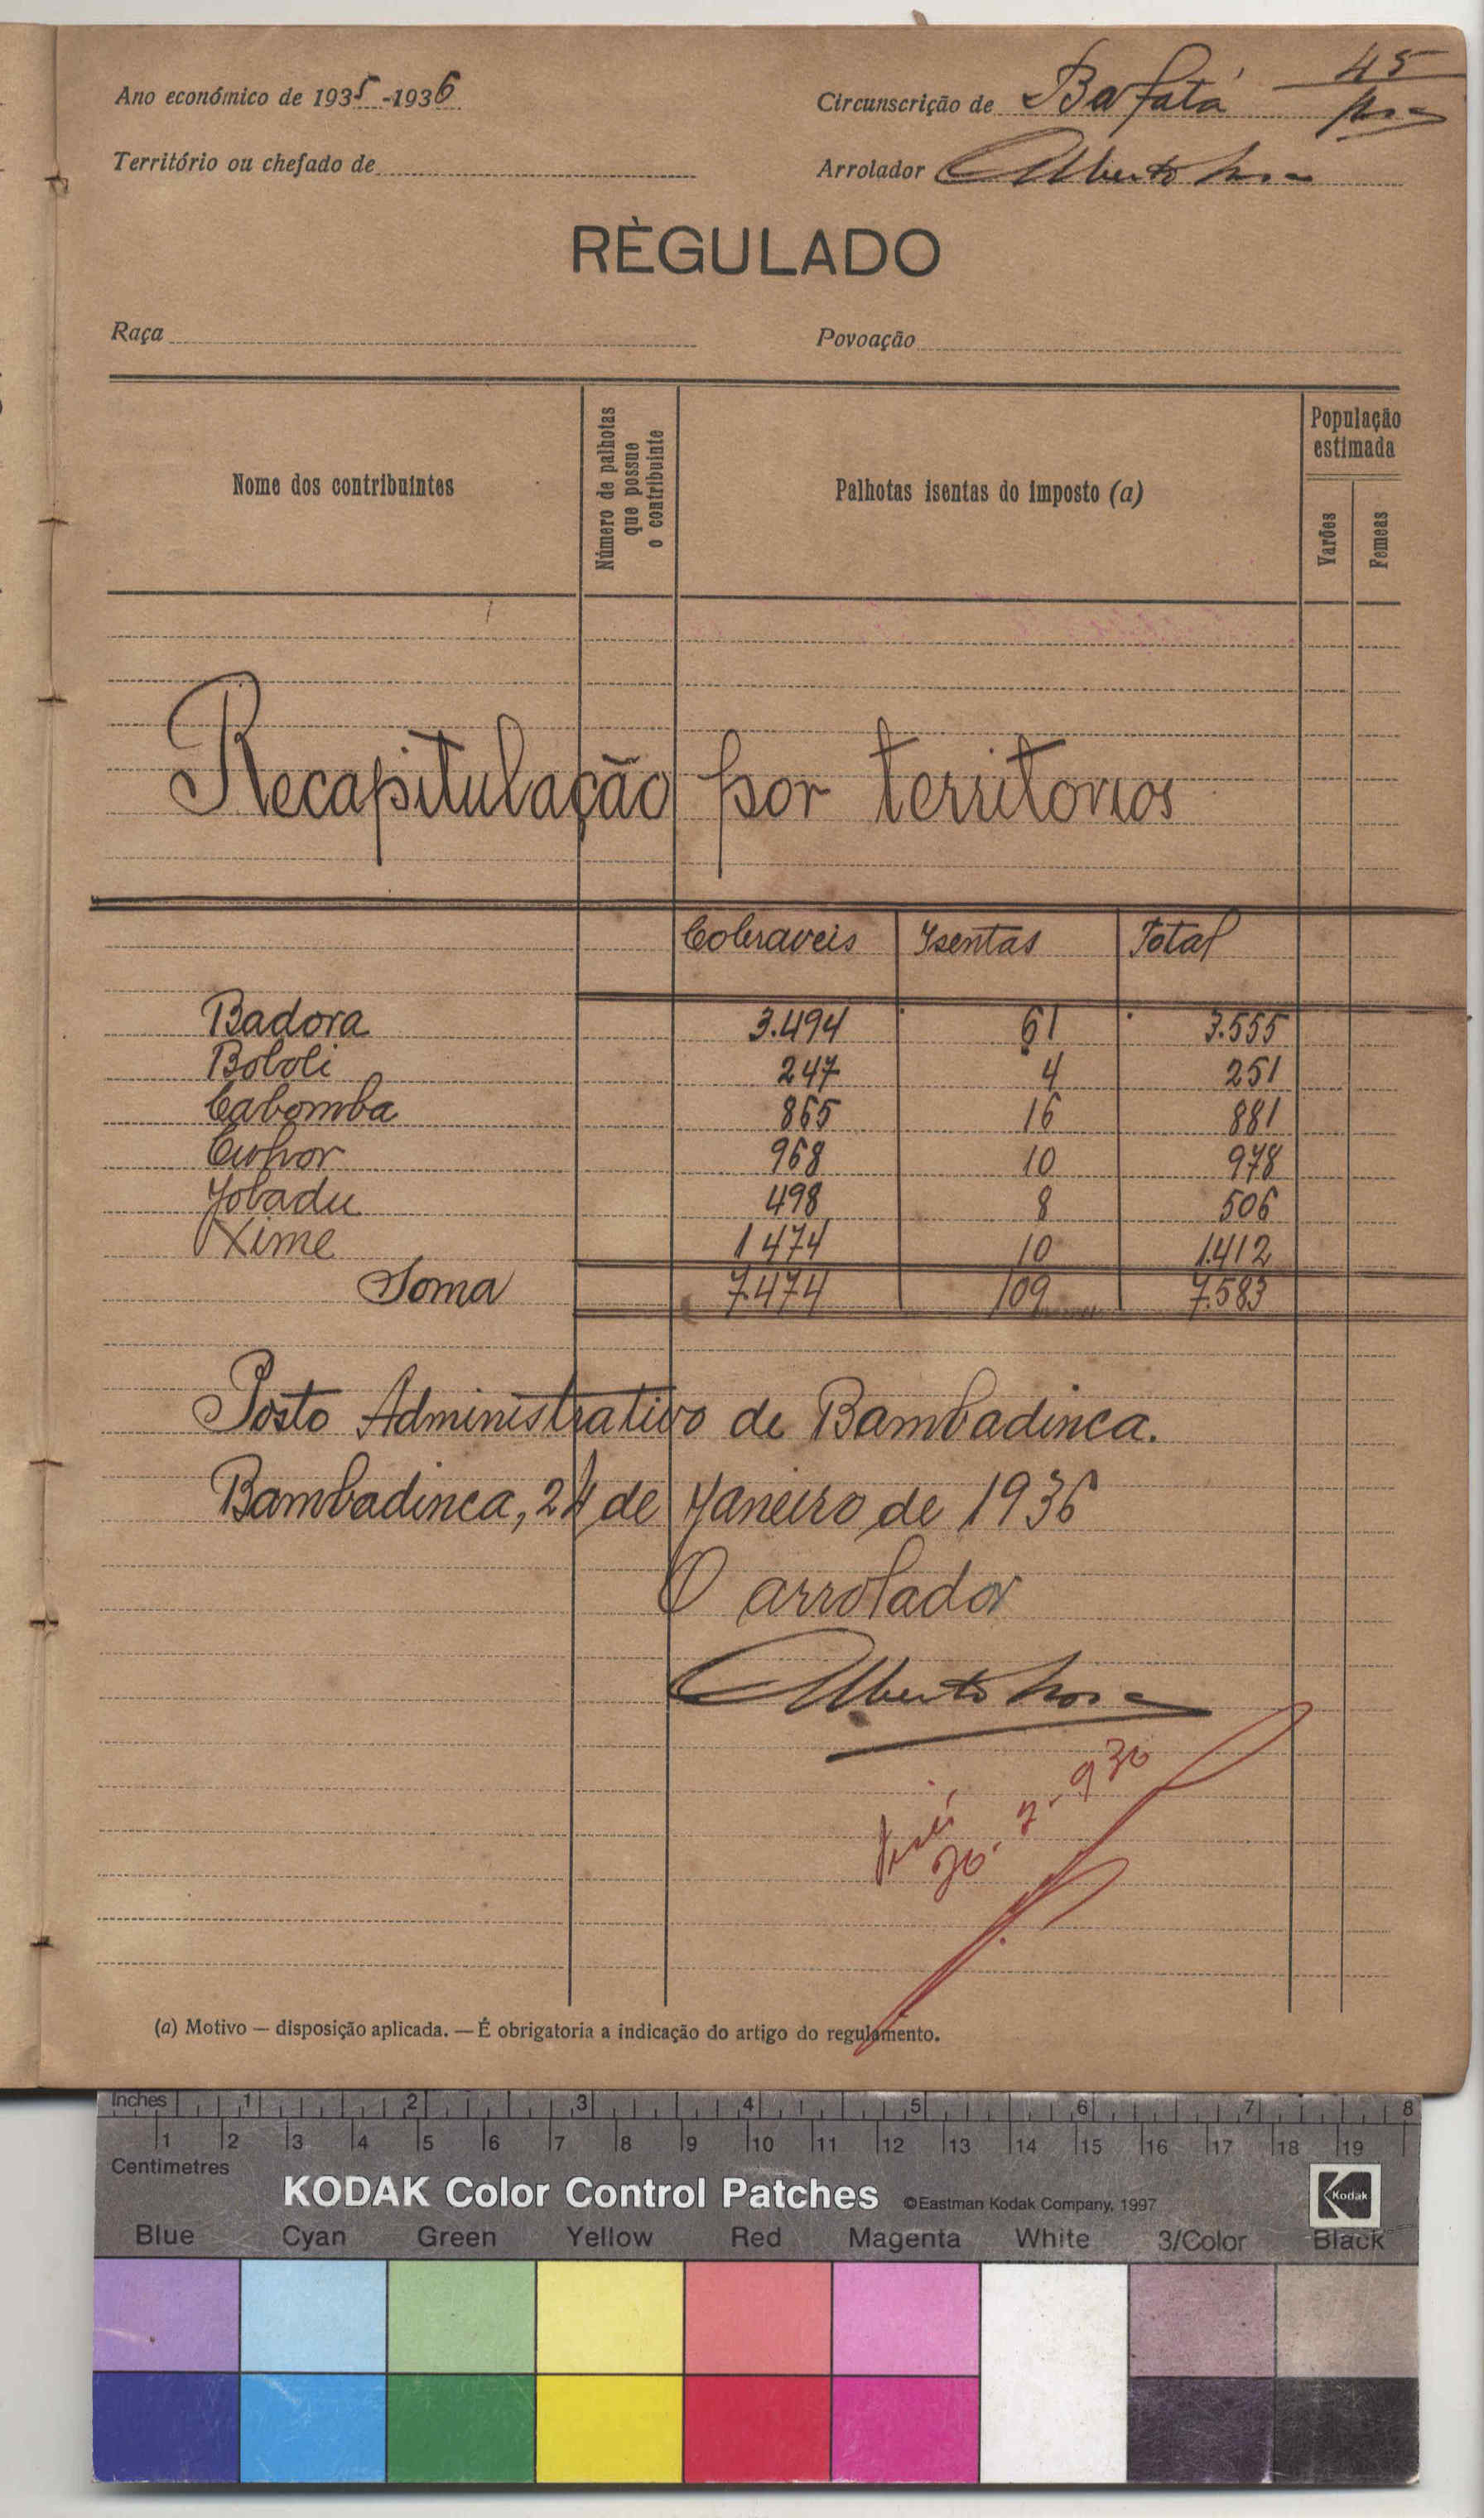 Ano económico de 1935-1936
Circunscrição de Bafatá
45
Território ou chefado de
Arrolador Alberto
RÈGULADO
Raça
Povoação
Nome dos contribuintes
Número de palhotas que possue o contribuinte
Palhotas isentas do imposto (a)
População estimada
Varões
Femeas
Recapitulação por territorios
Cobraveis Isentas Total
Badora 3.494 61 3.555
Boboli 247 4 251
Cabomba 865 16 881
Cuhor 968 10 978
Joladu 498 8 506
Xime 1474 10 1.412
Soma 7.474 109 7.583
Posto Administrativo de Bambadinca.
Bambadinca, 24 de Janeiro de 1936
O arrolador
Alberto
(a) Motivo — disposição aplicada. — É obrigatoria a indicação do artigo do regulamento.
Inches 1 2 3 4 5 6 7 8
1 2 3 4 5 6 7 8 9 10 11 12 13 14 15 16 17 18 19
Centimetres
KODAK Color Control Patches ©Eastman Kodak Company, 1997 Kodak
Blue Cyan Green Yellow Red Magenta White 3/Color Black